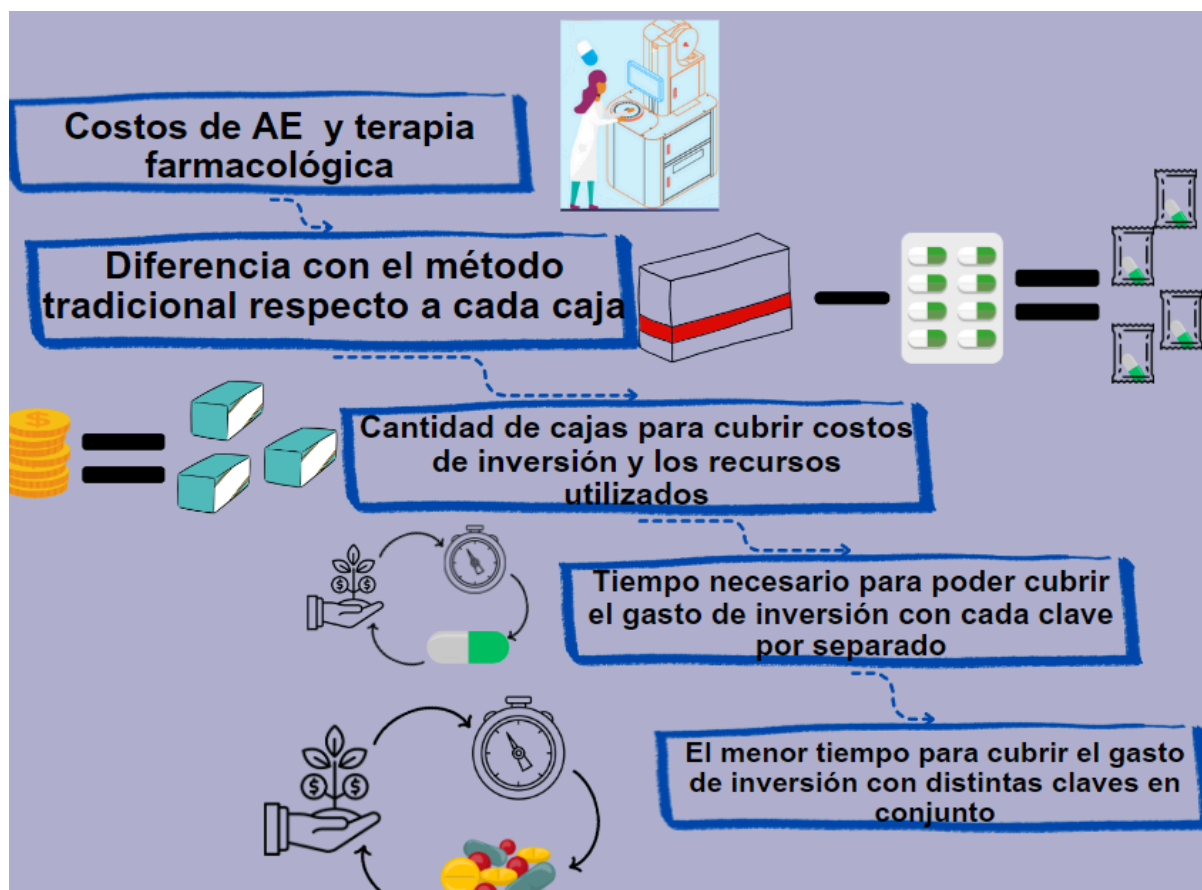 Costos de AE y terapia
farmacológica
Diferencia con el método
tradicional respecto a cada caja
Cantidad de cajas para cubrir costos
de inversión y los recursos
utilizados
Tiempo necesario para poder cubrir
el gasto de inversión con cada clave
por separado
El menor tiempo para cubrir el gasto
de inversión con distintas claves en
conjunto